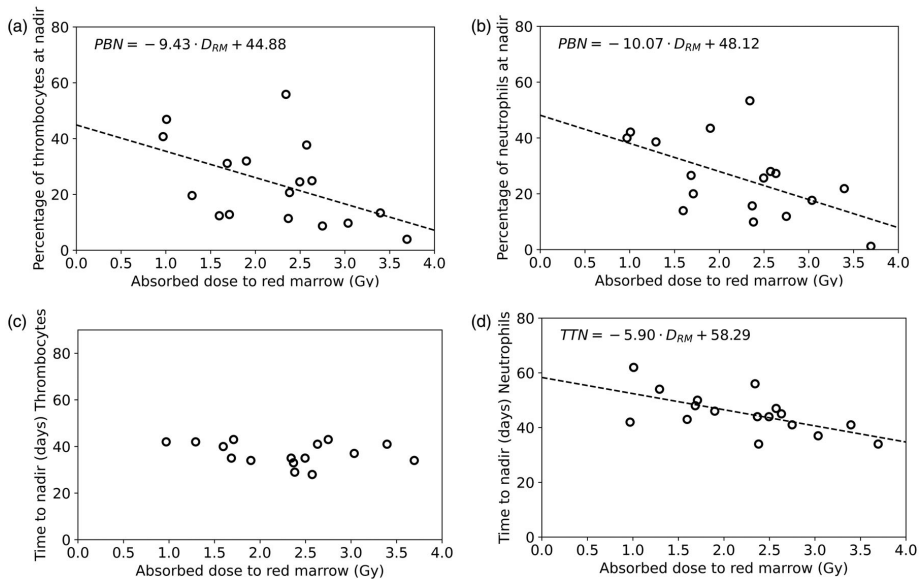 (a)
Percentage of thrombocytes at nadir
PBN = −9.43 · D_RM + 44.88
80
60
40
20
0
0.0 0.5 1.0 1.5 2.0 2.5 3.0 3.5 4.0
Absorbed dose to red marrow (Gy)
(b)
Percentage of neutrophils at nadir
PBN = −10.07 · D_RM + 48.12
80
60
40
20
0
0.0 0.5 1.0 1.5 2.0 2.5 3.0 3.5 4.0
Absorbed dose to red marrow (Gy)
(c)
Time to nadir (days) Thrombocytes
80
60
40
20
0
0.0 0.5 1.0 1.5 2.0 2.5 3.0 3.5 4.0
Absorbed dose to red marrow (Gy)
(d)
Time to nadir (days) Neutrophils
TTN = −5.90 · D_RM + 58.29
80
60
40
20
0
0.0 0.5 1.0 1.5 2.0 2.5 3.0 3.5 4.0
Absorbed dose to red marrow (Gy)